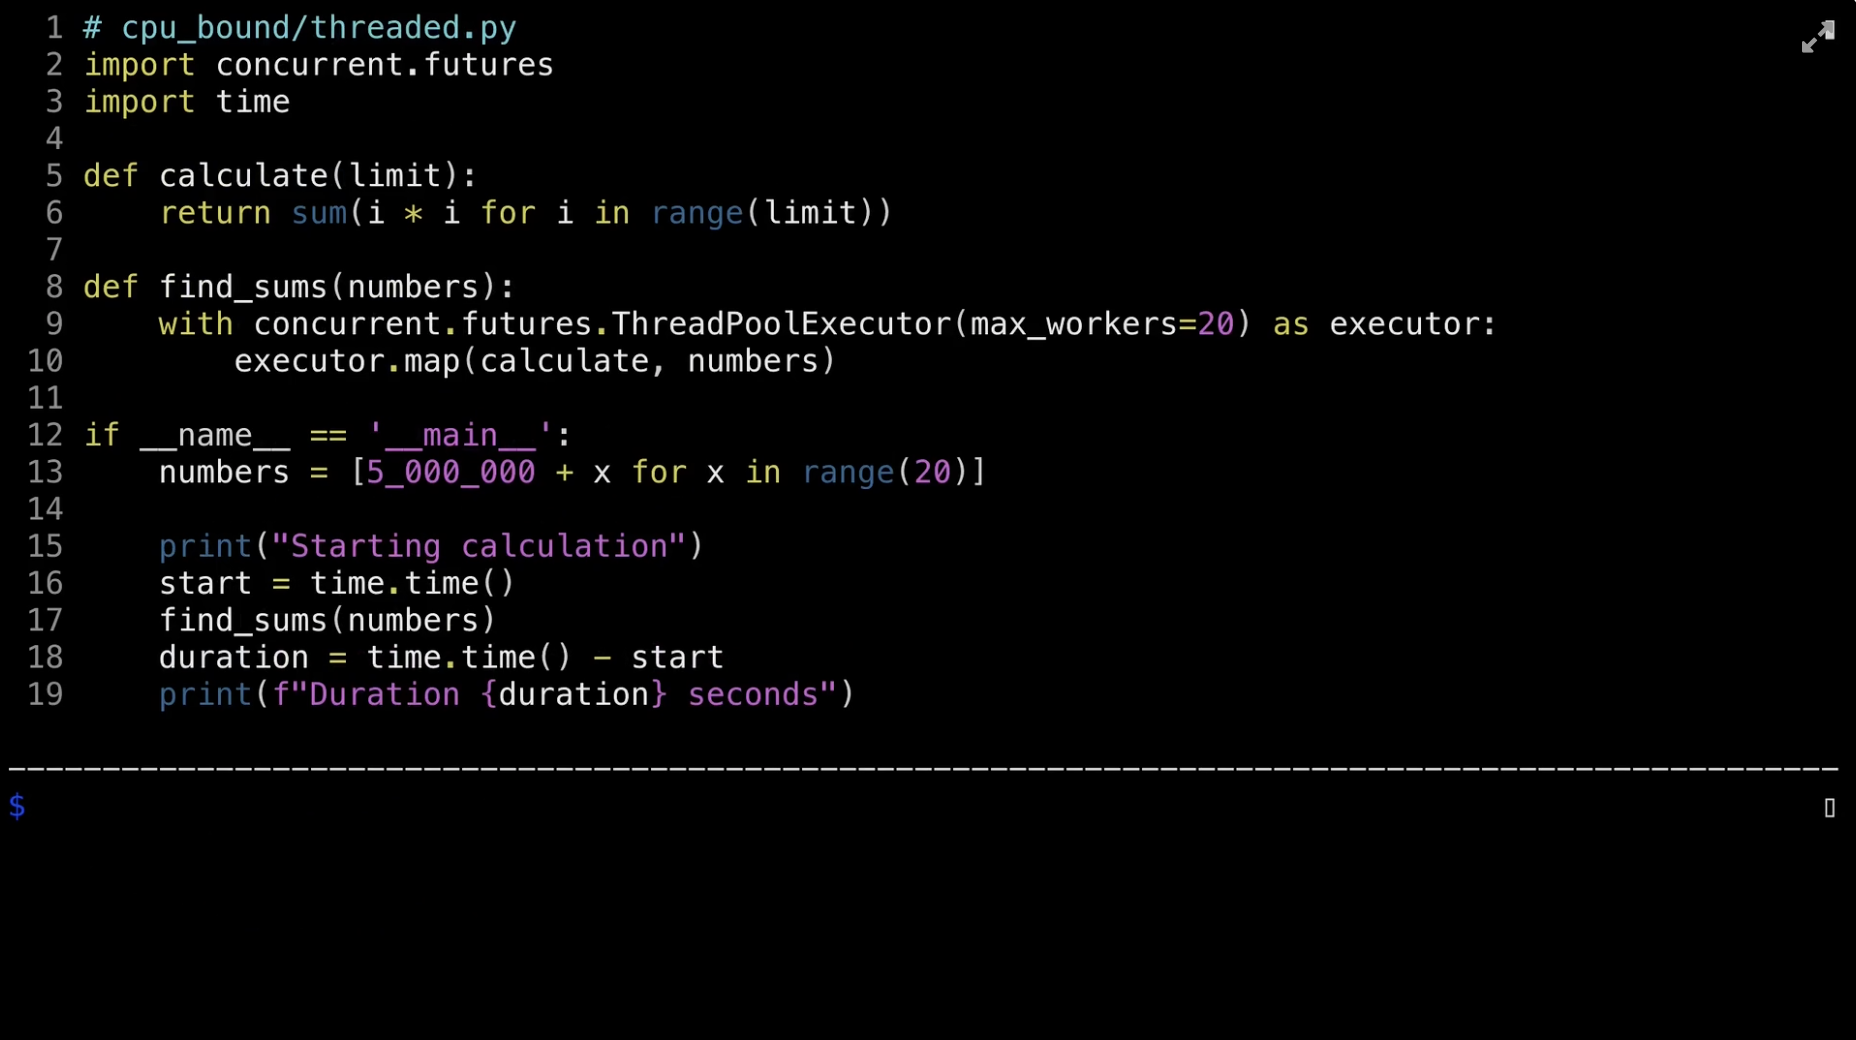 1 # cpu_bound/threaded.py
2 import concurrent.futures
3 import time
4
5 def calculate(limit):
6     return sum(i * i for i in range(limit))
7
8 def find_sums(numbers):
9     with concurrent.futures.ThreadPoolExecutor(max_workers=20) as executor:
10         executor.map(calculate, numbers)
11
12 if __name__ == '__main__':
13     numbers = [5_000_000 + x for x in range(20)]
14
15     print("Starting calculation")
16     start = time.time()
17     find_sums(numbers)
18     duration = time.time() - start
19     print(f"Duration {duration} seconds")
$